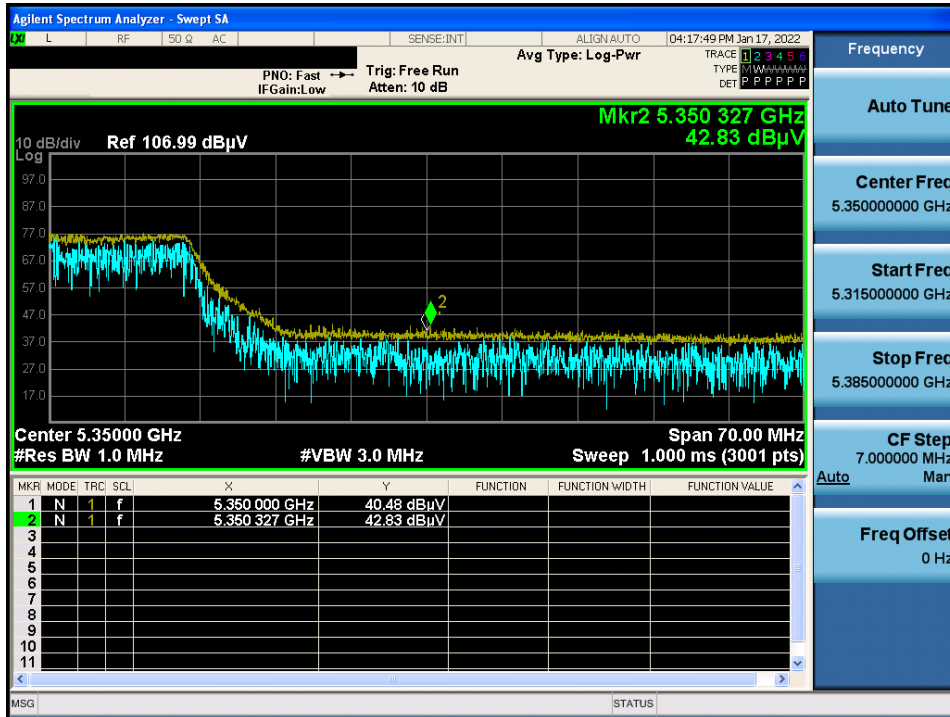 Agilent Spectrum Analyzer - Swept SA
LXI L RF 50 Ω AC SENSE:INT ALIGN AUTO 04:17:49 PM Jan 17, 2022
Avg Type: Log-Pwr TRACE 1 2 3 4 5 6
PNO: Fast Trig: Free Run TYPE M W W W W W
IFGain:Low Atten: 10 dB DET P P P P P P
Mkr2 5.350 327 GHz
42.83 dBµV
10 dB/div Ref 106.99 dBµV
Log
97.0
87.0
77.0
67.0
57.0
47.0
37.0
27.0
17.0
2
Center 5.35000 GHz Span 70.00 MHz
#Res BW 1.0 MHz #VBW 3.0 MHz Sweep 1.000 ms (3001 pts)
MKR MODE TRC SCL X Y FUNCTION FUNCTION WIDTH FUNCTION VALUE
1 N 1 f 5.350 000 GHz 40.48 dBµV
2 N 1 f 5.350 327 GHz 42.83 dBµV
3
4
5
6
7
8
9
10
11
MSG STATUS
Frequency
Auto Tune
Center Freq
5.350000000 GHz
Start Freq
5.315000000 GHz
Stop Freq
5.385000000 GHz
CF Step
7.000000 MHz
Auto Man
Freq Offset
0 Hz